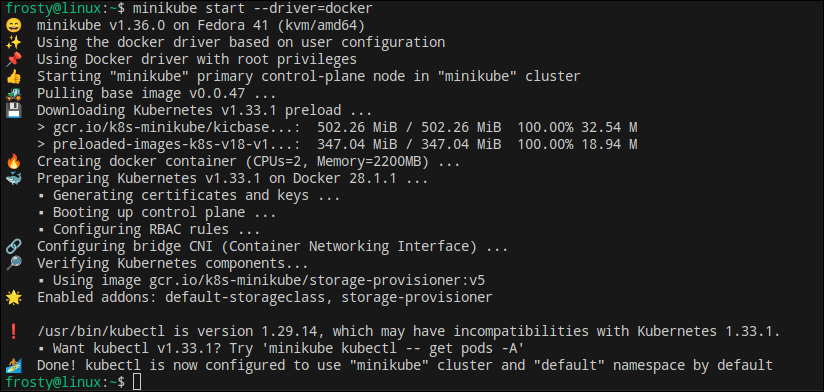 frosty@linux:~$ minikube start --driver=docker
😄 minikube v1.36.0 on Fedora 41 (kvm/amd64)
✨ Using the docker driver based on user configuration
📌 Using Docker driver with root privileges
👍 Starting "minikube" primary control-plane node in "minikube" cluster
🚜 Pulling base image v0.0.47 ...
💾 Downloading Kubernetes v1.33.1 preload ...
> gcr.io/k8s-minikube/kicbase...: 502.26 MiB / 502.26 MiB 100.00% 32.54 M
> preloaded-images-k8s-v18-v1...: 347.04 MiB / 347.04 MiB 100.00% 18.94 M
🔥 Creating docker container (CPUs=2, Memory=2200MB) ...
🐳 Preparing Kubernetes v1.33.1 on Docker 28.1.1 ...
▪ Generating certificates and keys ...
▪ Booting up control plane ...
▪ Configuring RBAC rules ...
🔗 Configuring bridge CNI (Container Networking Interface) ...
🔎 Verifying Kubernetes components...
▪ Using image gcr.io/k8s-minikube/storage-provisioner:v5
🌟 Enabled addons: default-storageclass, storage-provisioner
❗ /usr/bin/kubectl is version 1.29.14, which may have incompatibilities with Kubernetes 1.33.1.
▪ Want kubectl v1.33.1? Try 'minikube kubectl -- get pods -A'
🏄 Done! kubectl is now configured to use "minikube" cluster and "default" namespace by default
frosty@linux:~$